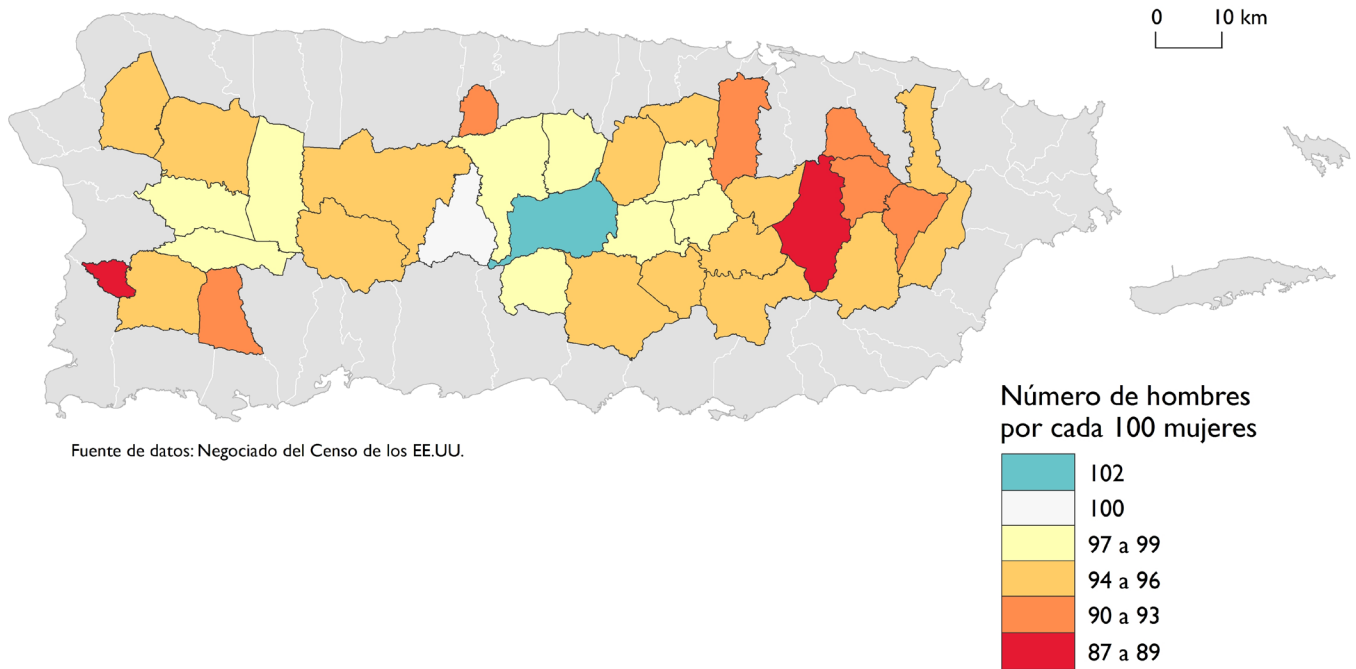 0 10 km
Fuente de datos: Negociado del Censo de los EE.UU.
Número de hombres
por cada 100 mujeres
102
100
97 a 99
94 a 96
90 a 93
87 a 89